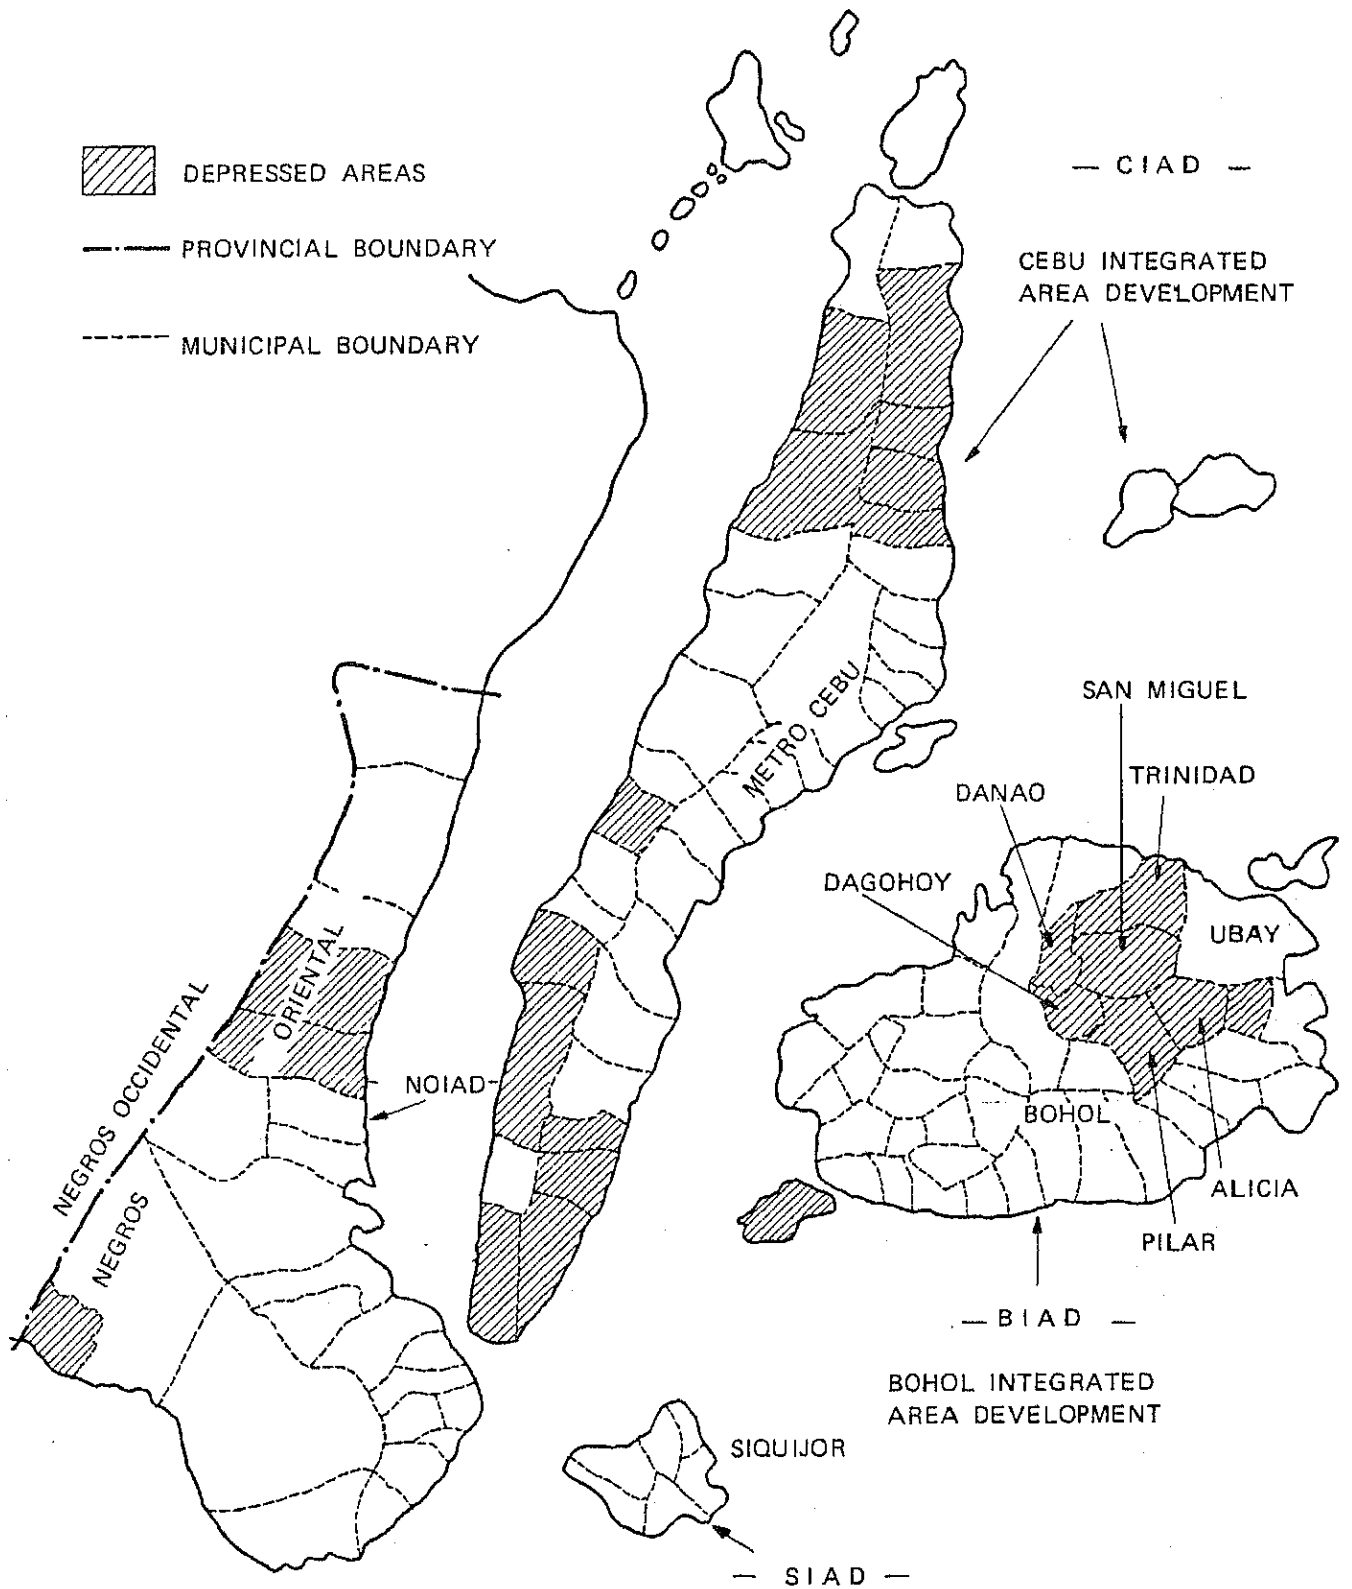 DEPRESSED AREAS
PROVINCIAL BOUNDARY
MUNICIPAL BOUNDARY
— CIAD —
CEBU INTEGRATED
AREA DEVELOPMENT
METRO CEBU
SAN MIGUEL
TRINIDAD
DANAO
DAGOHOY
UBAY
BOHOL
ALICIA
PILAR
NEGROS OCCIDENTAL
NEGROS ORIENTAL
NOIAD
— BIAD —
BOHOL INTEGRATED
AREA DEVELOPMENT
SIQUIJOR
— SIAD —